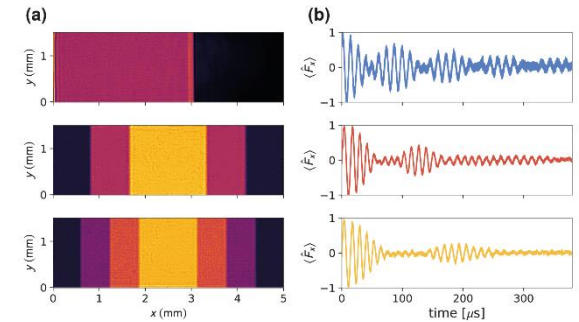 (a)
(b)
y (mm)
1
0
⟨F̂ₓ⟩
1
0
−1
y (mm)
1
0
⟨F̂ₓ⟩
1
0
−1
y (mm)
1
0
0 1 2 3 4 5
x (mm)
⟨F̂ₓ⟩
1
0
−1
0 100 200 300
time [μs]